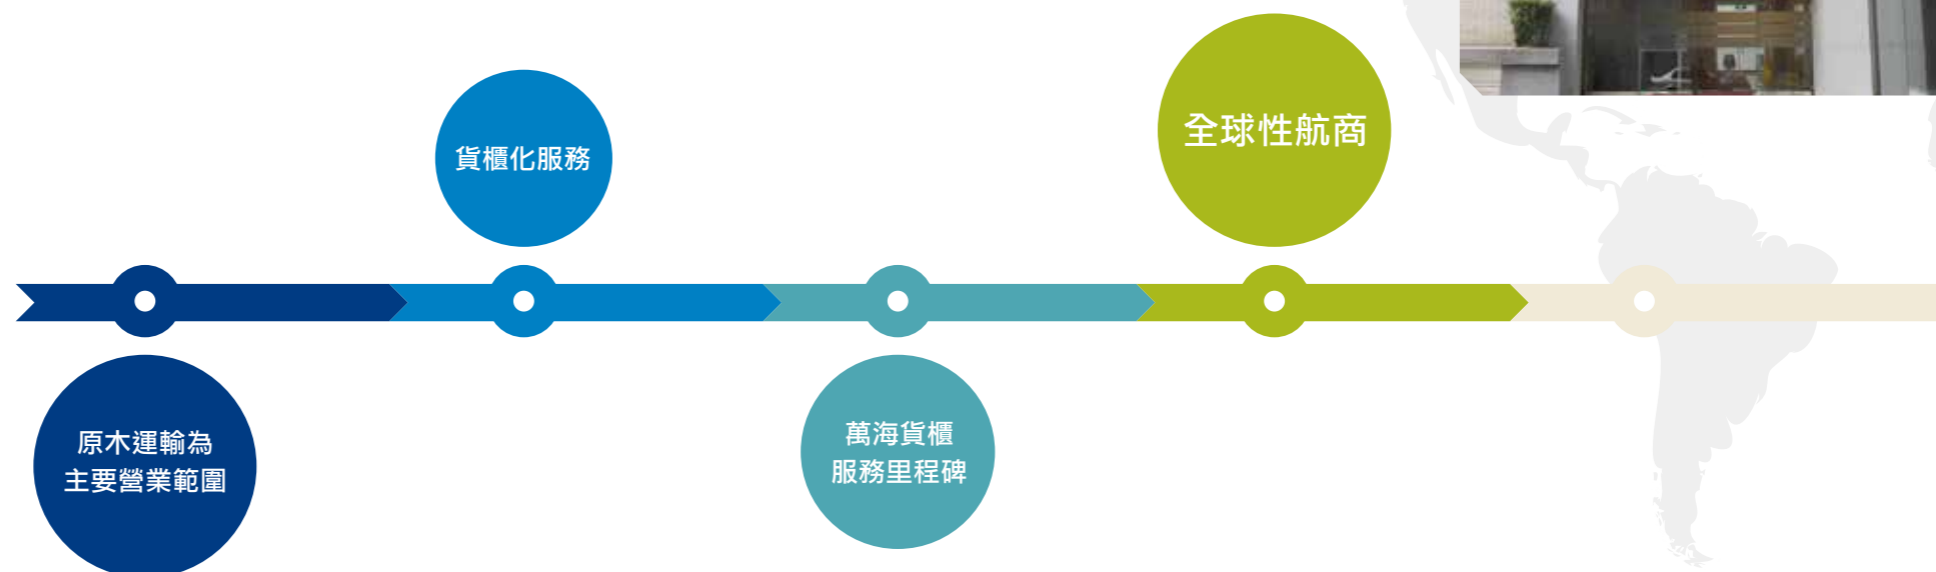 原木運輸為
主要營業範圍
貨櫃化服務
萬海貨櫃
服務里程碑
全球性航商